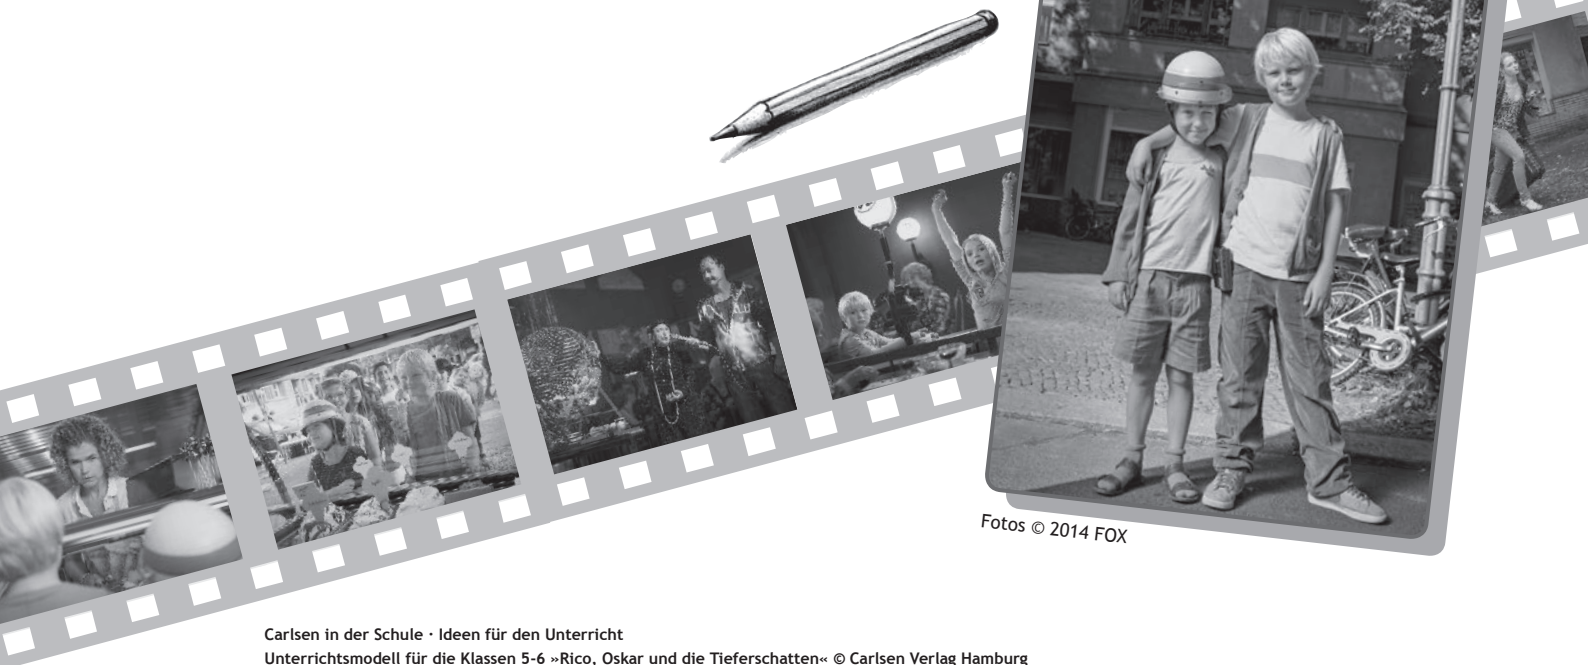 Fotos © 2014 FOX
Carlsen in der Schule · Ideen für den Unterricht
Unterrichtsmodell für die Klassen 5-6 »Rico, Oskar und die Tieferschatten« © Carlsen Verlag Hamburg